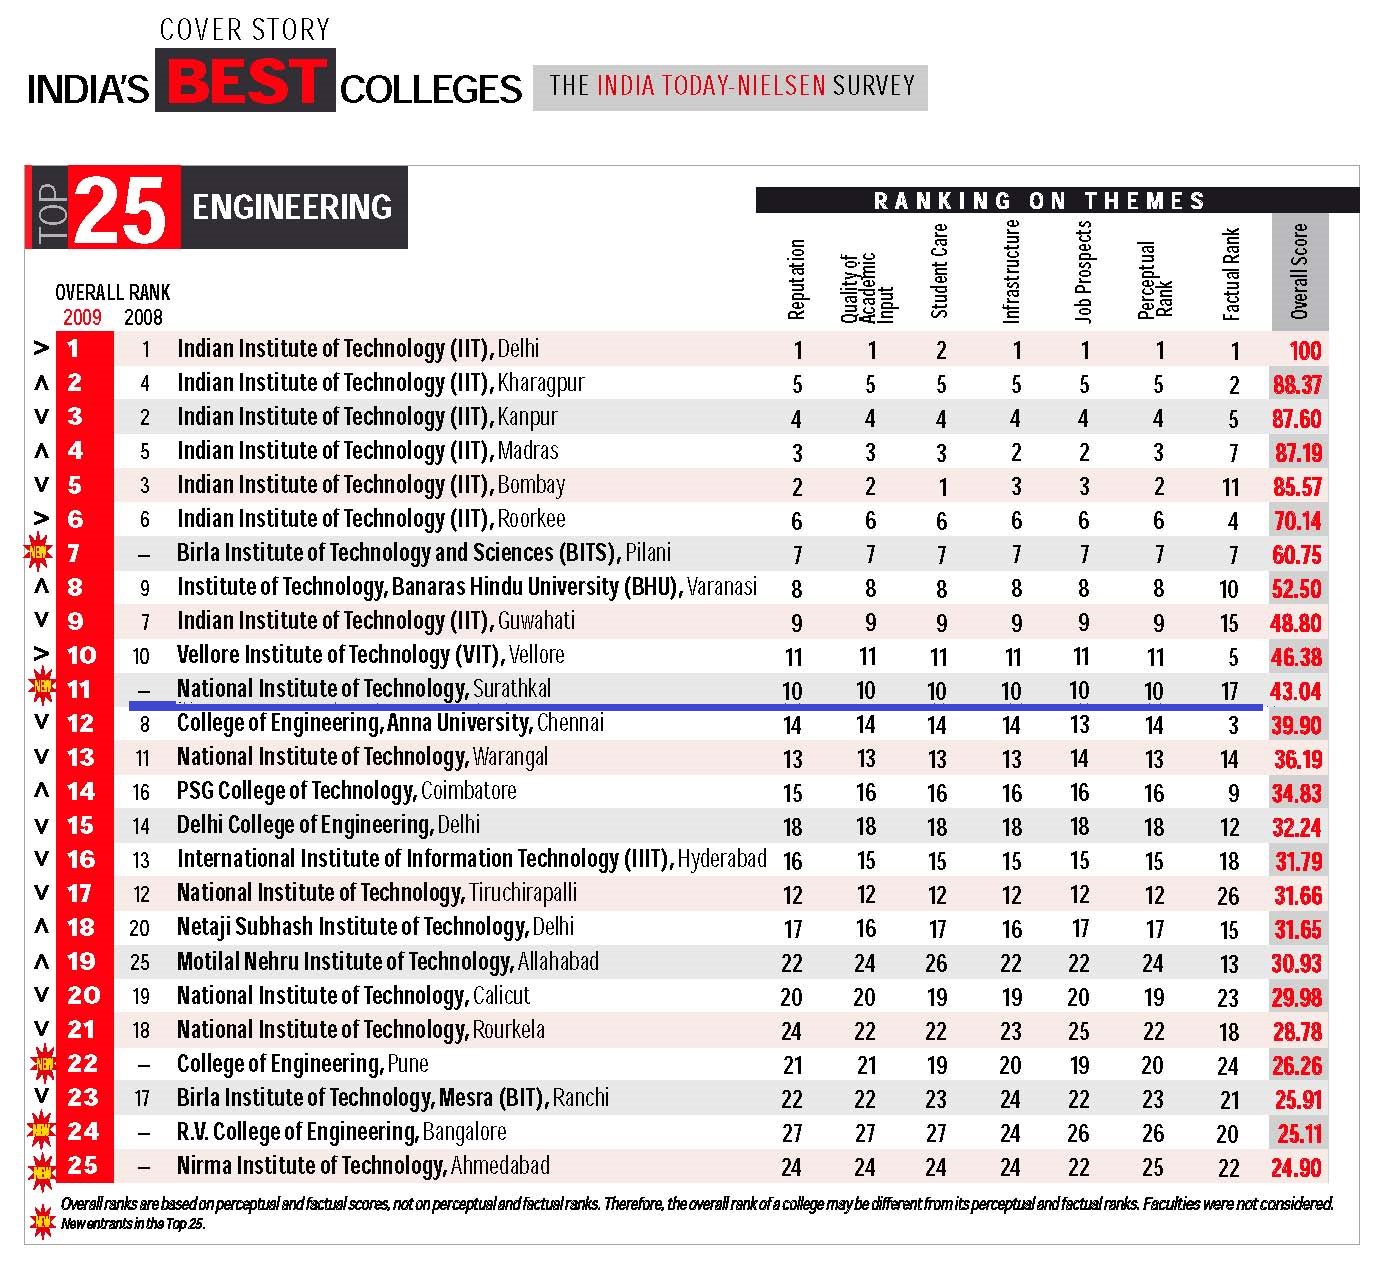 COVER STORY
INDIA'S BEST COLLEGES THE INDIA TODAY-NIELSEN SURVEY
TOP 25 ENGINEERING
RANKING ON THEMES
OVERALL RANK
2009 2008
Reputation
Quality of Academic Input
Student Care
Infrastructure
Job Prospects
Perceptual Rank
Factual Rank
Overall Score
> 1 1 Indian Institute of Technology (IIT), Delhi 1 1 2 1 1 1 1 100
^ 2 4 Indian Institute of Technology (IIT), Kharagpur 5 5 5 5 5 5 2 88.37
v 3 2 Indian Institute of Technology (IIT), Kanpur 4 4 4 4 4 4 5 87.60
^ 4 5 Indian Institute of Technology (IIT), Madras 3 3 3 2 2 3 7 87.19
v 5 3 Indian Institute of Technology (IIT), Bombay 2 2 1 3 3 2 11 85.57
> 6 6 Indian Institute of Technology (IIT), Roorkee 6 6 6 6 6 6 4 70.14
NEW 7 – Birla Institute of Technology and Sciences (BITS), Pilani 7 7 7 7 7 7 7 60.75
^ 8 9 Institute of Technology, Banaras Hindu University (BHU), Varanasi 8 8 8 8 8 8 10 52.50
v 9 7 Indian Institute of Technology (IIT), Guwahati 9 9 9 9 9 9 15 48.80
> 10 10 Vellore Institute of Technology (VIT), Vellore 11 11 11 11 11 11 5 46.38
NEW 11 – National Institute of Technology, Surathkal 10 10 10 10 10 10 17 43.04
v 12 8 College of Engineering, Anna University, Chennai 14 14 14 14 13 14 3 39.90
v 13 11 National Institute of Technology, Warangal 13 13 13 13 14 13 14 36.19
^ 14 16 PSG College of Technology, Coimbatore 15 16 16 16 16 16 9 34.83
v 15 14 Delhi College of Engineering, Delhi 18 18 18 18 18 18 12 32.24
v 16 13 International Institute of Information Technology (IIIT), Hyderabad 16 15 15 15 15 15 18 31.79
v 17 12 National Institute of Technology, Tiruchirapalli 12 12 12 12 12 12 26 31.66
^ 18 20 Netaji Subhash Institute of Technology, Delhi 17 16 17 16 17 17 15 31.65
^ 19 25 Motilal Nehru Institute of Technology, Allahabad 22 24 26 22 22 24 13 30.93
v 20 19 National Institute of Technology, Calicut 20 20 19 19 20 19 23 29.98
v 21 18 National Institute of Technology, Rourkela 24 22 22 23 25 22 18 28.78
NEW 22 – College of Engineering, Pune 21 21 19 20 19 20 24 26.26
v 23 17 Birla Institute of Technology, Mesra (BIT), Ranchi 22 22 23 24 22 23 21 25.91
NEW 24 – R.V. College of Engineering, Bangalore 27 27 27 24 26 26 20 25.11
NEW 25 – Nirma Institute of Technology, Ahmedabad 24 24 24 24 22 25 22 24.90
Overall ranks are based on perceptual and factual scores, not on perceptual and factual ranks. Therefore, the overall rank of a college may be different from its perceptual and factual ranks. Faculties were not considered.
NEW New entrants in the Top 25.